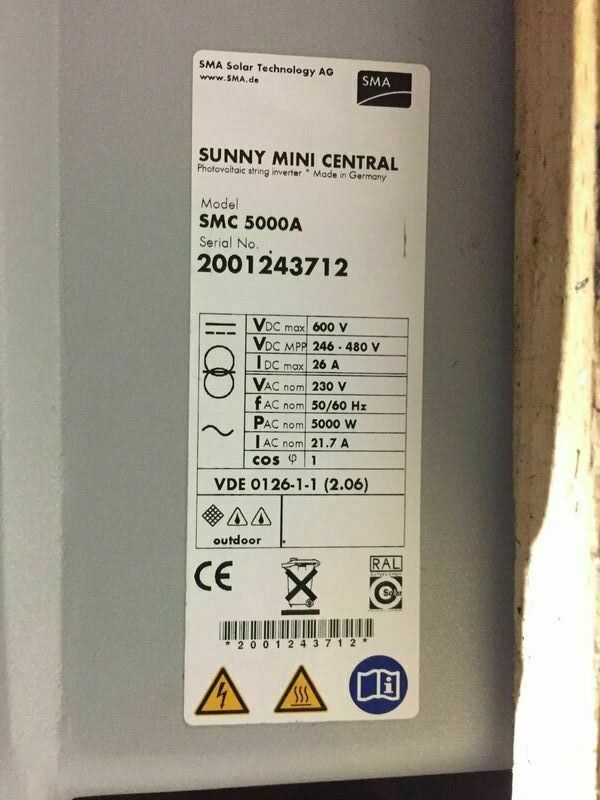 SMA Solar Technology AG
www.SMA.de
SMA
SUNNY MINI CENTRAL
Photovoltaic string inverter * Made in Germany
Model
SMC 5000A
Serial No.
2001243712
VDC max 600 V
VDC MPP 246 - 480 V
IDC max 26 A
VAC nom 230 V
fAC nom 50/60 Hz
PAC nom 5000 W
IAC nom 21.7 A
cos φ 1
VDE 0126-1-1 (2.06)
outdoor
CE
RAL
Solar
*2001243712*